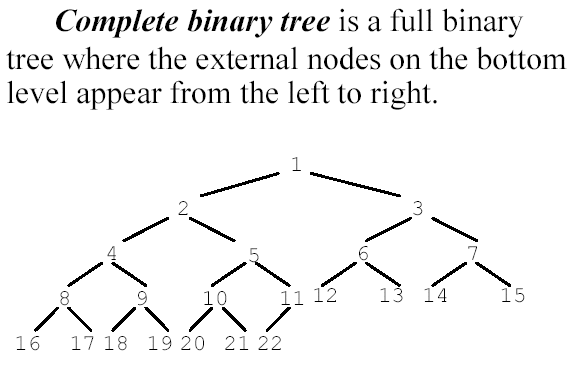 Complete binary tree is a full binary
tree where the external nodes on the bottom
level appear from the left to right.
1
2 3
4 5 6 7
8 9 10 11 12 13 14 15
16 17 18 19 20 21 22